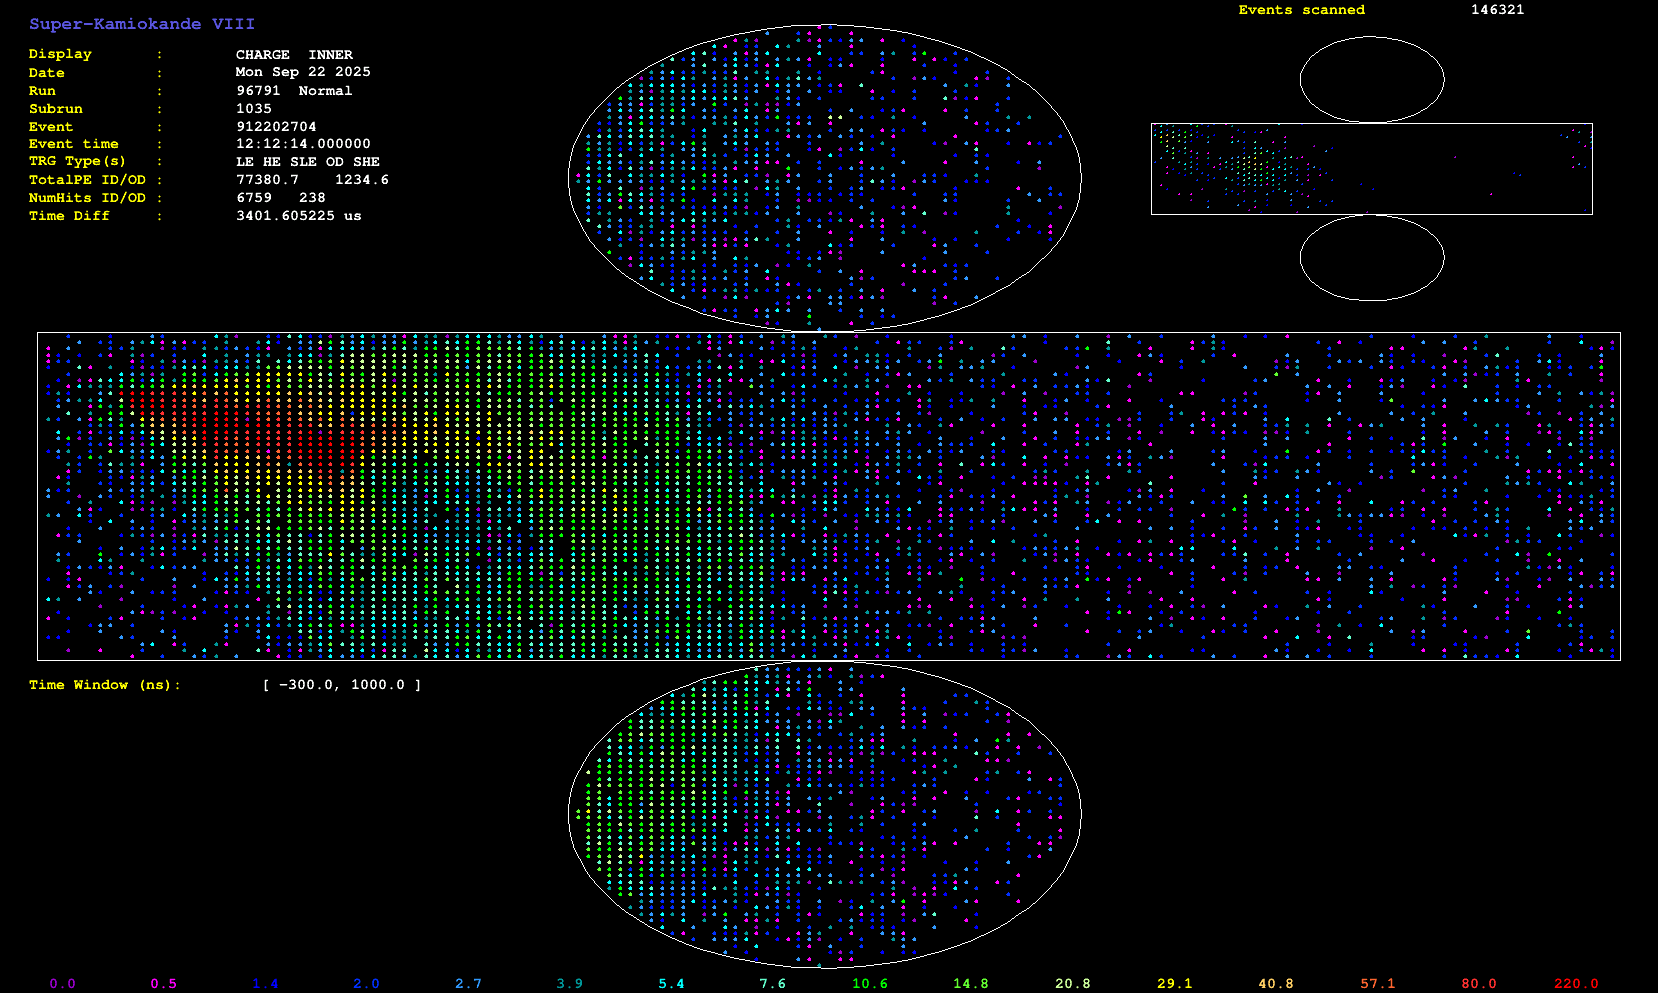 Super-Kamiokande VIII
Events scanned 146321
Display : CHARGE INNER
Date : Mon Sep 22 2025
Run : 96791 Normal
Subrun : 1035
Event : 912202704
Event time : 12:12:14.000000
TRG Type(s) : LE HE SLE OD SHE
TotalPE ID/OD : 77380.7 1234.6
NumHits ID/OD : 6759 238
Time Diff : 3401.605225 us
Time Window (ns): [ -300.0, 1000.0 ]
0.0 0.5 1.4 2.0 2.7 3.9 5.4 7.6 10.6 14.8 20.8 29.1 40.8 57.1 80.0 220.0